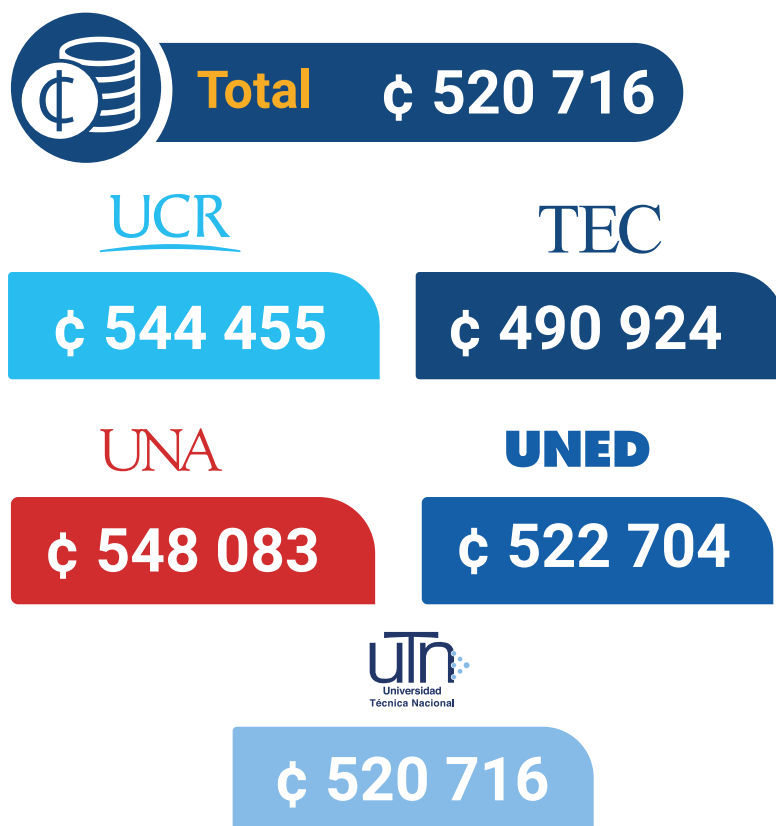 Total ₵ 520 716
UCR
TEC
₵ 544 455
₵ 490 924
UNA
UNED
₵ 548 083
₵ 522 704
UTn
Universidad
Técnica Nacional
₵ 520 716